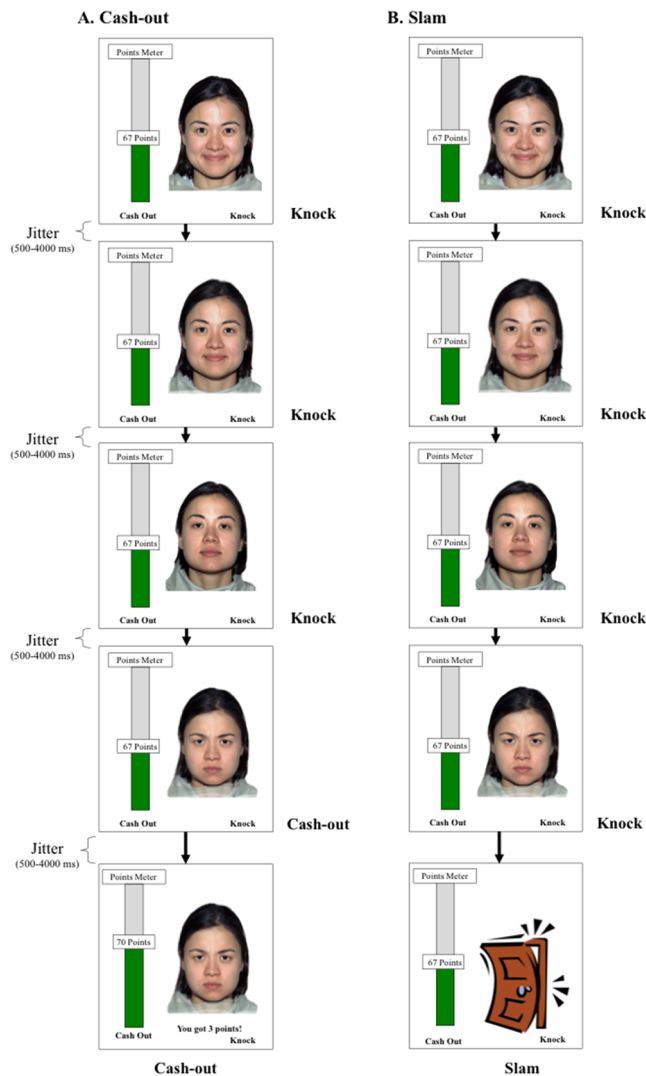 A. Cash-out
Points Meter
67 Points
Cash Out
Knock
Knock
Jitter
(500-4000 ms)
Points Meter
67 Points
Cash Out
Knock
Knock
Jitter
(500-4000 ms)
Points Meter
67 Points
Cash Out
Knock
Knock
Jitter
(500-4000 ms)
Points Meter
67 Points
Cash Out
Knock
Cash-out
Jitter
(500-4000 ms)
Points Meter
70 Points
You got 3 points!
Cash Out
Knock
Cash-out
B. Slam
Points Meter
67 Points
Cash Out
Knock
Knock
Points Meter
67 Points
Cash Out
Knock
Knock
Points Meter
67 Points
Cash Out
Knock
Knock
Points Meter
67 Points
Cash Out
Knock
Knock
Points Meter
67 Points
Cash Out
Knock
Slam